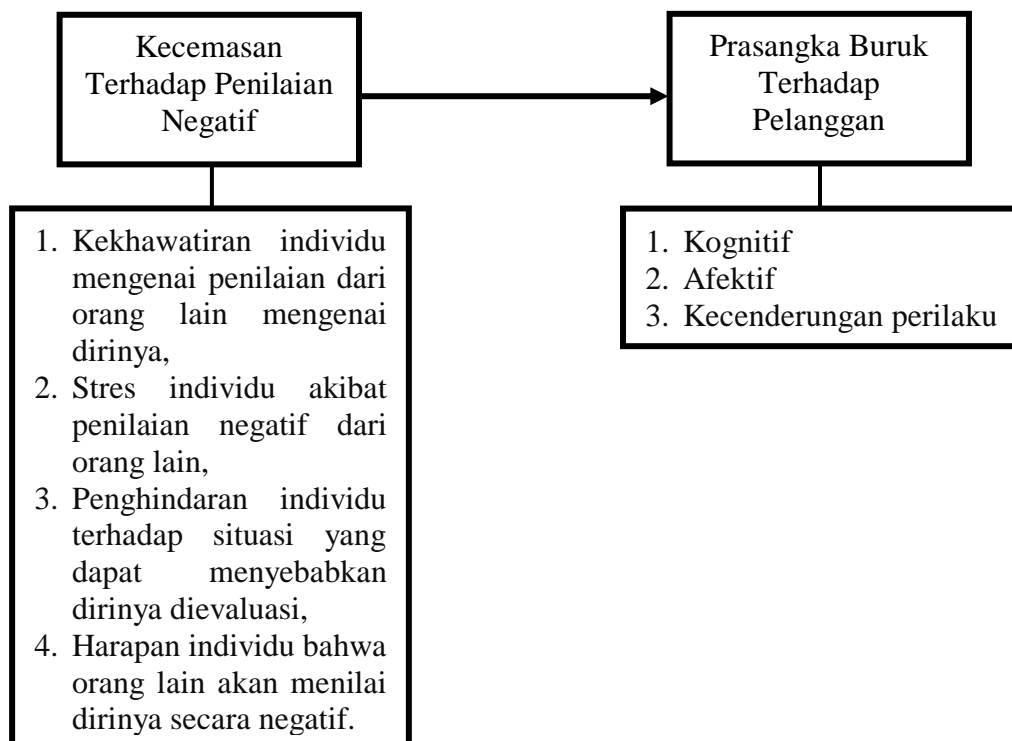 Kecemasan
Terhadap Penilaian
Negatif
Prasangka Buruk
Terhadap
Pelanggan
1. Kekhawatiran individu
mengenai penilaian dari
orang lain mengenai
dirinya,
2. Stres individu akibat
penilaian negatif dari
orang lain,
3. Penghindaran individu
terhadap situasi yang
dapat menyebabkan
dirinya dievaluasi,
4. Harapan individu bahwa
orang lain akan menilai
dirinya secara negatif.
1. Kognitif
2. Afektif
3. Kecenderungan perilaku